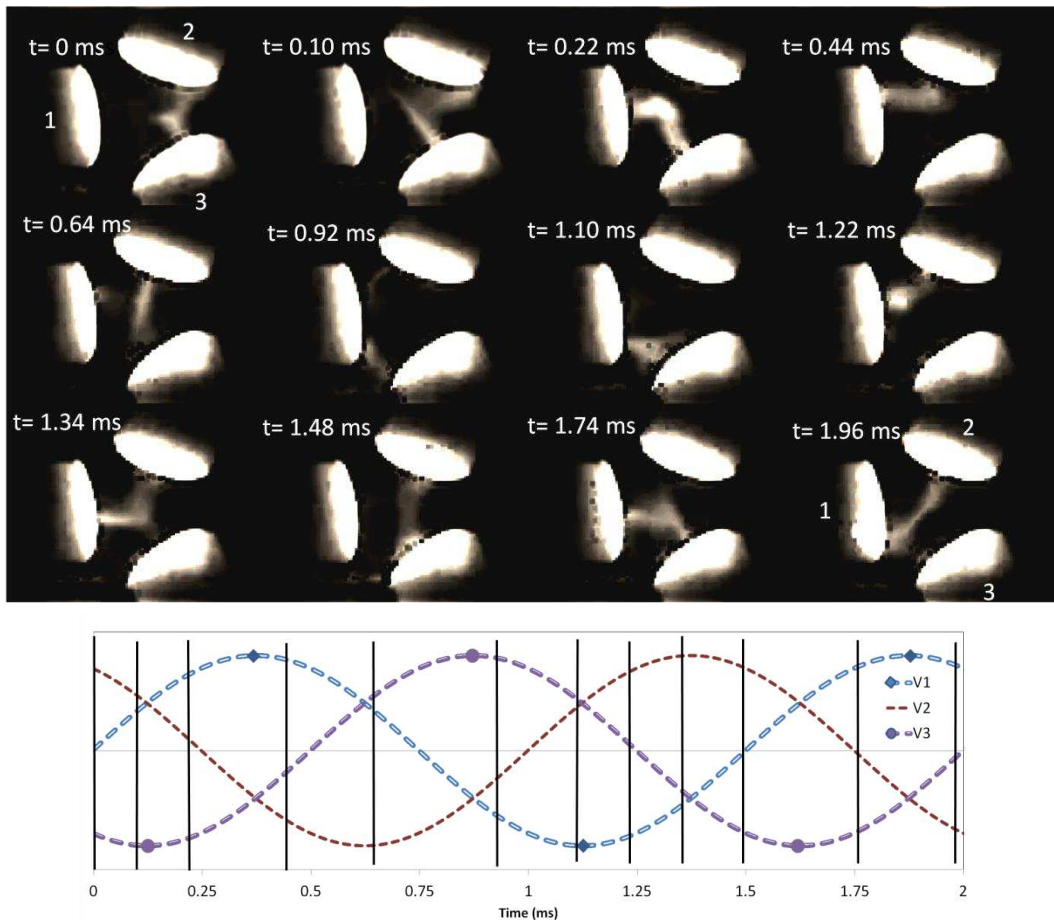 2
t= 0 ms
t= 0.10 ms
t= 0.22 ms
t= 0.44 ms
1
3
t= 0.64 ms
t= 0.92 ms
t= 1.10 ms
t= 1.22 ms
t= 1.34 ms
t= 1.48 ms
t= 1.74 ms
t= 1.96 ms
2
1
3
V1
V2
V3
0 0.25 0.5 0.75 1 1.25 1.5 1.75 2
Time (ms)